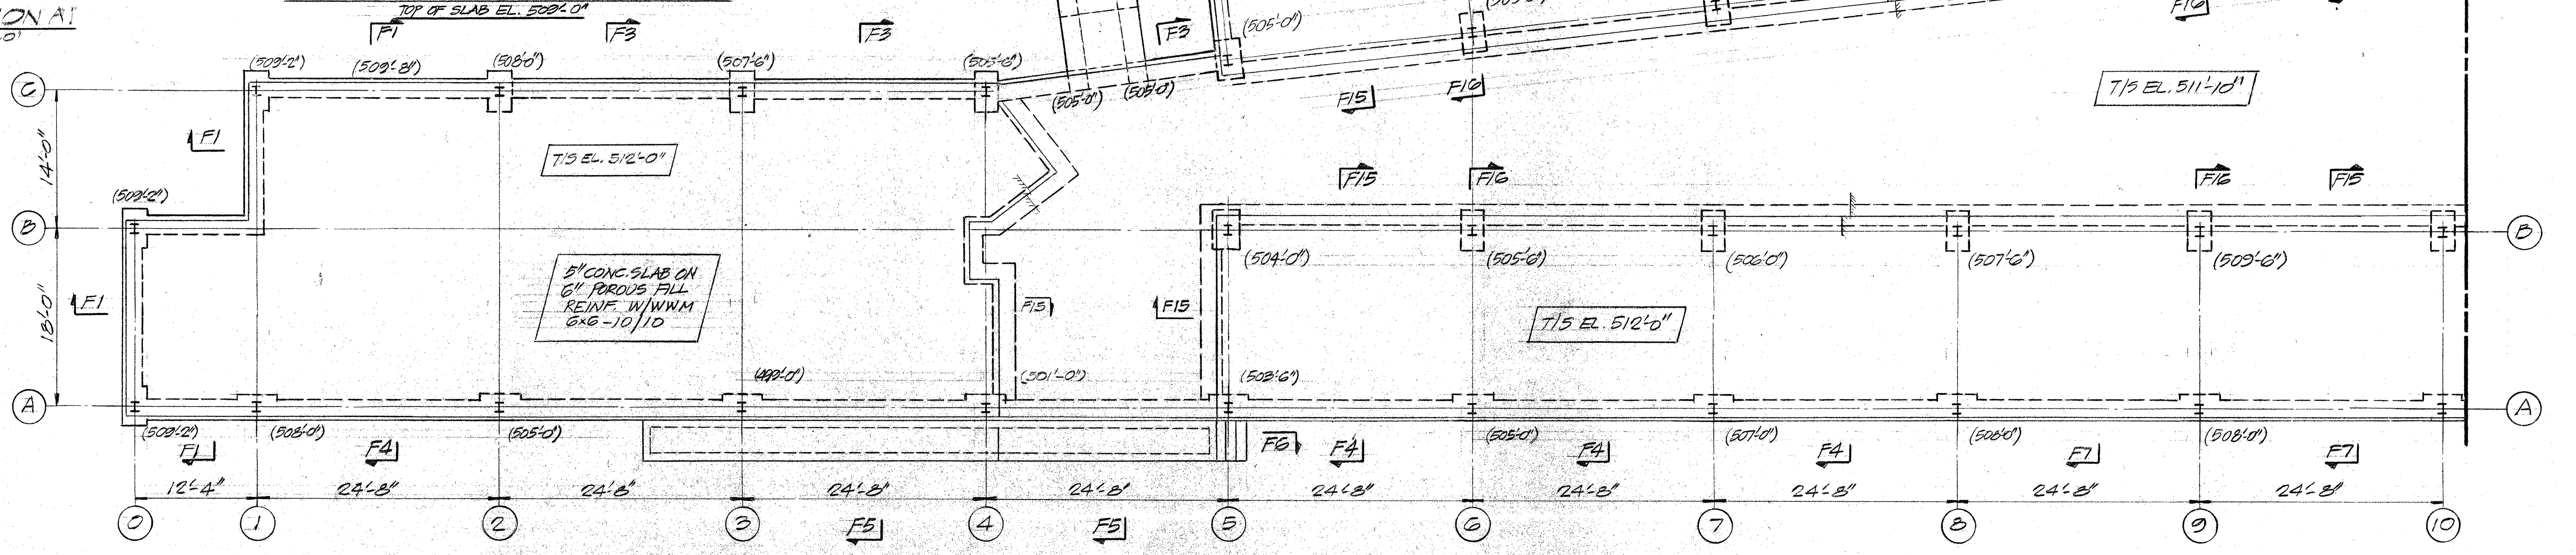 TOP OF SLAB EL. 509'-0"
F1
F3
F3
F3
F16
(505'-0")
(509'-2")
(509'-8")
(508'-0")
(507'-6")
(505'-6")
C
(505'-0")
(505'-0")
F15
F16
T/S EL. 511'-10"
F1
14'-0"
T/S EL. 512'-0"
F15
F16
F16
F15
(509'-2")
B
B
(504'-0")
(505'-6")
(506'-0")
(507'-6")
(509'-6")
5" CONC. SLAB ON
6" POROUS FILL
REINF. W/WWM
6x6-10/10
F1
18'-0"
F15
F15
T/S EL. 512'-0"
(499'-0")
(501'-0")
(503'-6")
A
A
(509'-2")
(508'-0")
(505'-0")
(505'-0")
(507'-0")
(508'-0")
(508'-0")
F1
F4
F6
F4
F4
F4
F7
F7
12'-4"
24'-8"
24'-8"
24'-8"
24'-8"
24'-8"
24'-8"
24'-8"
24'-8"
24'-8"
0
1
2
3
F5
4
F5
5
6
7
8
9
10